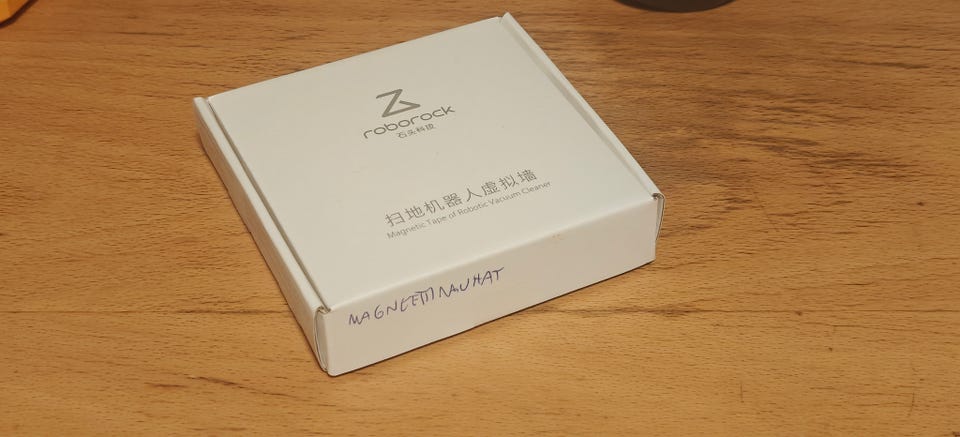 roborock
石头科技
扫地机器人虚拟墙
Magnetic Tape of Robotic Vacuum Cleaner
MAGNEETTINAUHAT